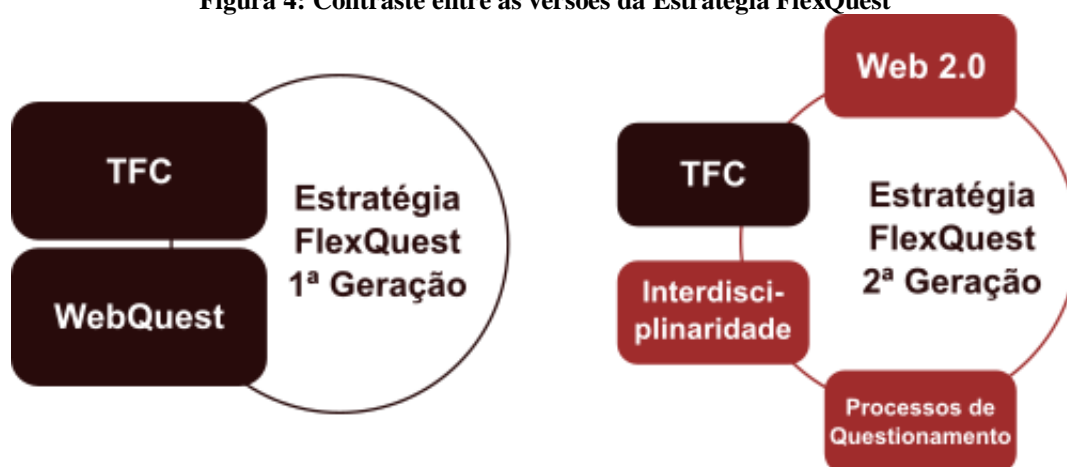 Figura 4: Contraste entre as versões da Estratégia FlexQuest
TFC
WebQuest
Estratégia
FlexQuest
1ª Geração
Web 2.0
TFC
Interdisci-
plinaridade
Processos de
Questionamento
Estratégia
FlexQuest
2ª Geração